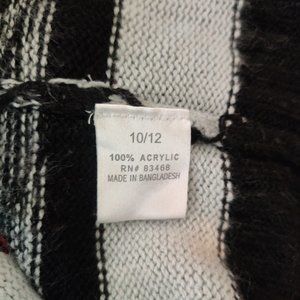 10/12
100% ACRYLIC
RN# 83468
MADE IN BANGLADESH